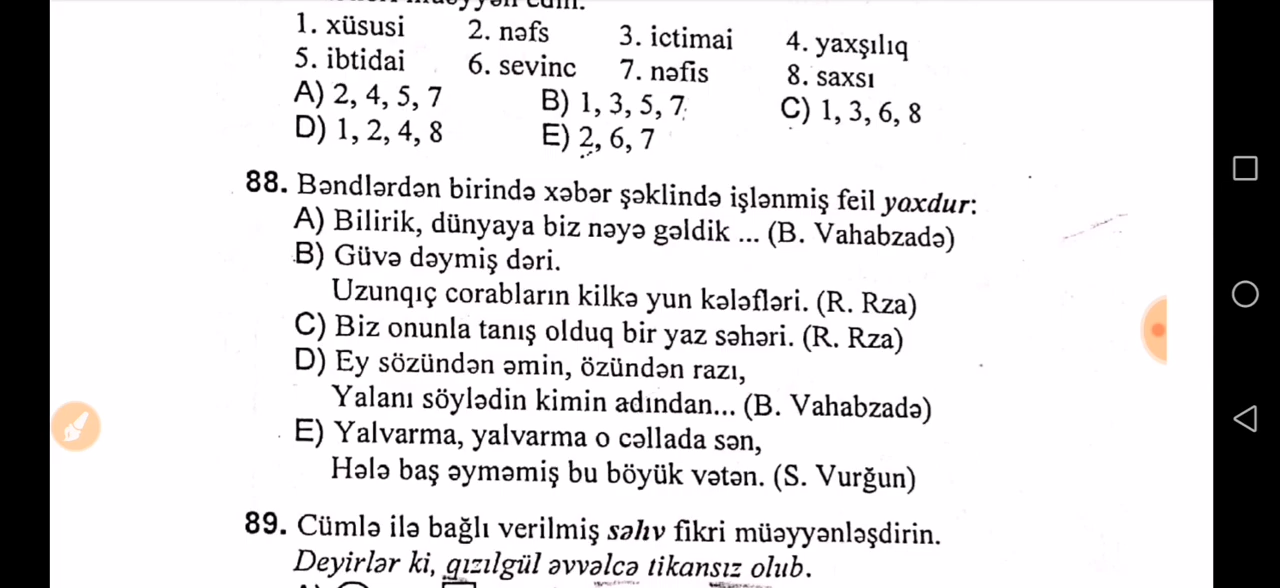 1. xüsusi 2. nəfs 3. ictimai 4. yaxşılıq
5. ibtidai 6. sevinc 7. nəfis 8. saxsı
A) 2, 4, 5, 7 B) 1, 3, 5, 7 C) 1, 3, 6, 8
D) 1, 2, 4, 8 E) 2, 6, 7
88. Bəndlərdən birində xəbər şəklində işlənmiş feil yoxdur:
A) Bilirik, dünyaya biz nəyə gəldik ... (B. Vahabzadə)
B) Güvə dəymiş dəri.
Uzunqıç corabların kilkə yun kələfləri. (R. Rza)
C) Biz onunla tanış olduq bir yaz səhəri. (R. Rza)
D) Ey sözündən əmin, özündən razı,
Yalanı söylədin kimin adından... (B. Vahabzadə)
E) Yalvarma, yalvarma o cəllada sən,
Hələ baş əyməmiş bu böyük vətən. (S. Vurğun)
89. Cümlə ilə bağlı verilmiş səhv fikri müəyyənləşdirin.
Deyirlər ki, qızılgül əvvəlcə tikansız olub.